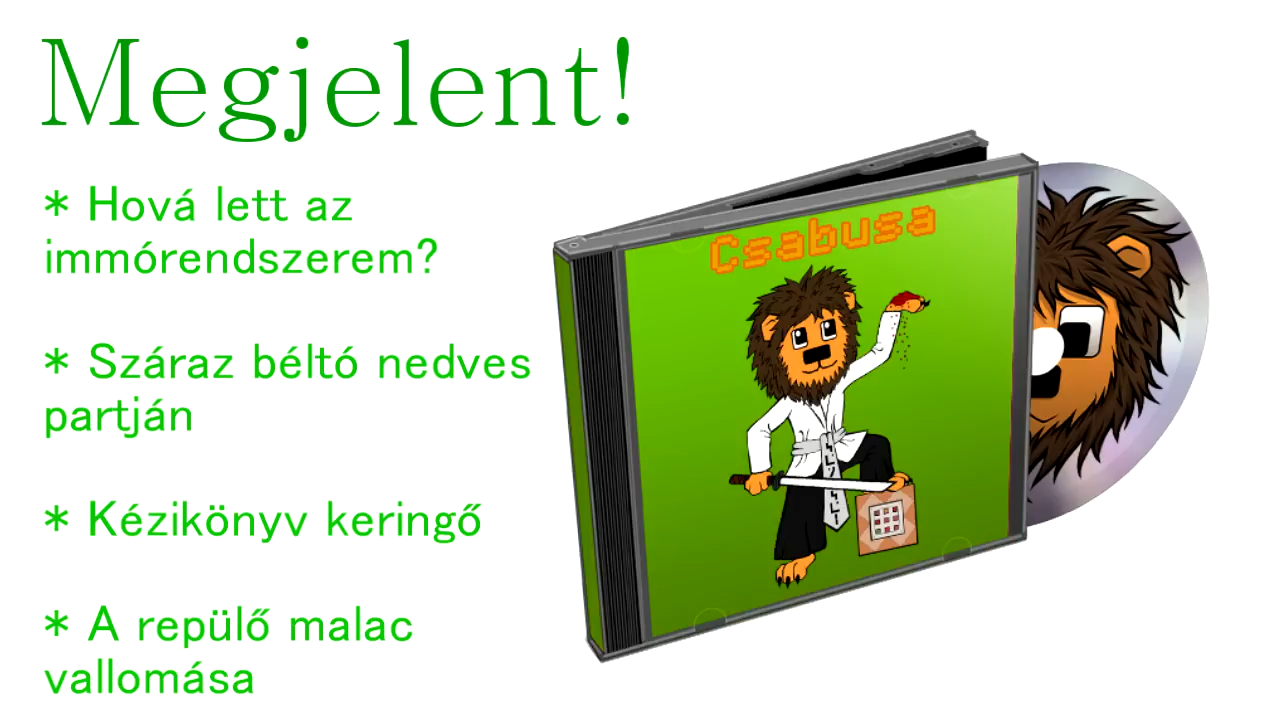 Megjelent!
* Hová lett az
immórendszerem?
* Száraz béltó nedves
partján
* Kézikönyv keringő
* A repülő malac
vallomása
Csabusa